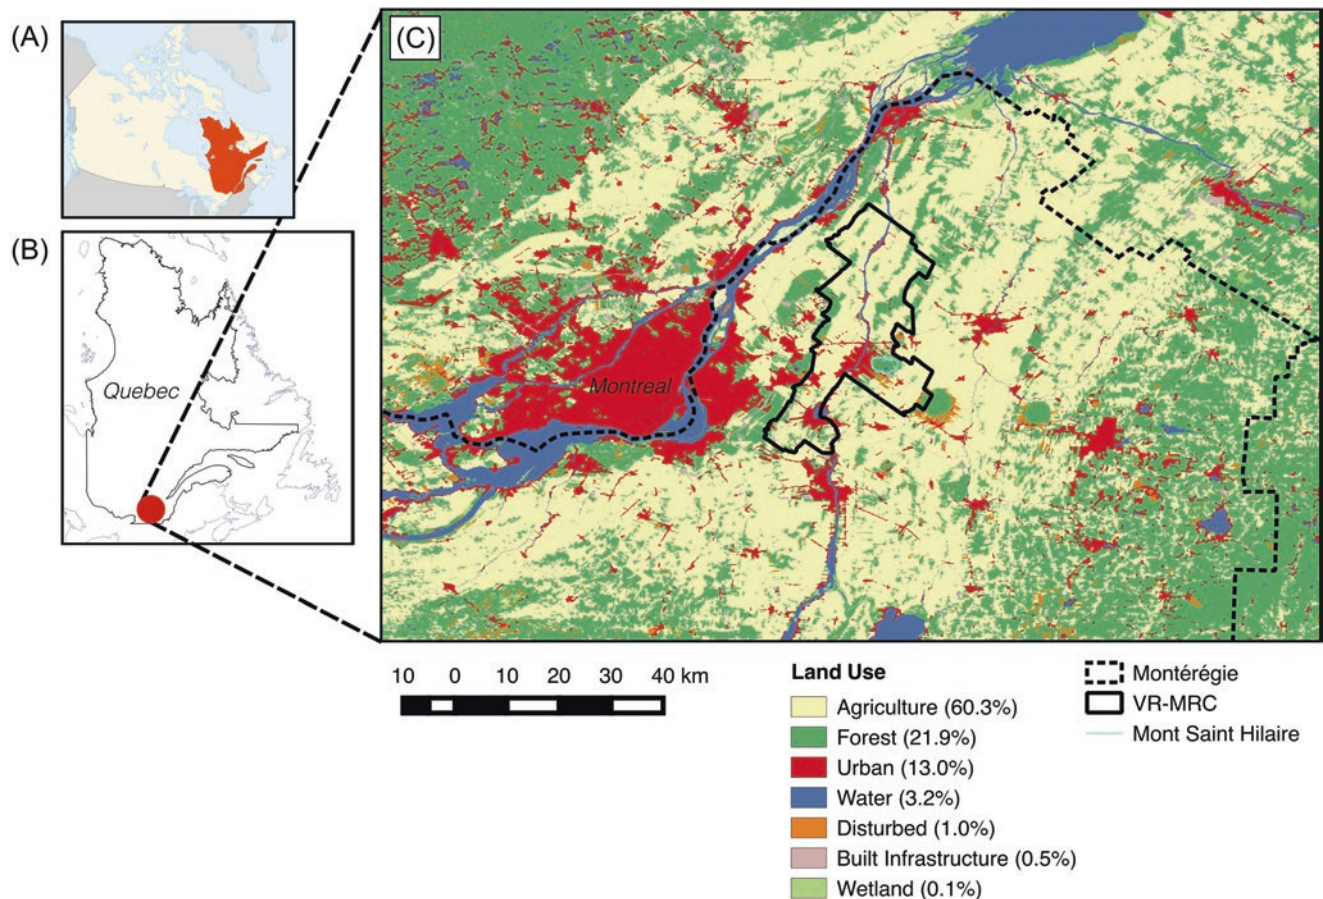 (A)
(B)
Quebec
(C)
Montreal
10 0 10 20 30 40 km
Land Use
Agriculture (60.3%)
Forest (21.9%)
Urban (13.0%)
Water (3.2%)
Disturbed (1.0%)
Built Infrastructure (0.5%)
Wetland (0.1%)
Montérégie
VR-MRC
Mont Saint Hilaire